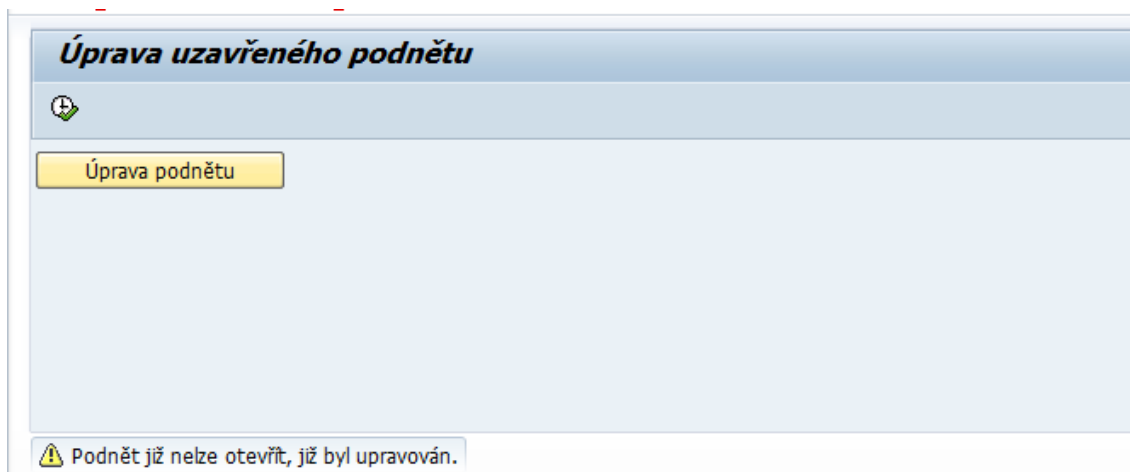 Úprava uzavřeného podnětu
Úprava podnětu
Podnět již nelze otevřít, již byl upravován.